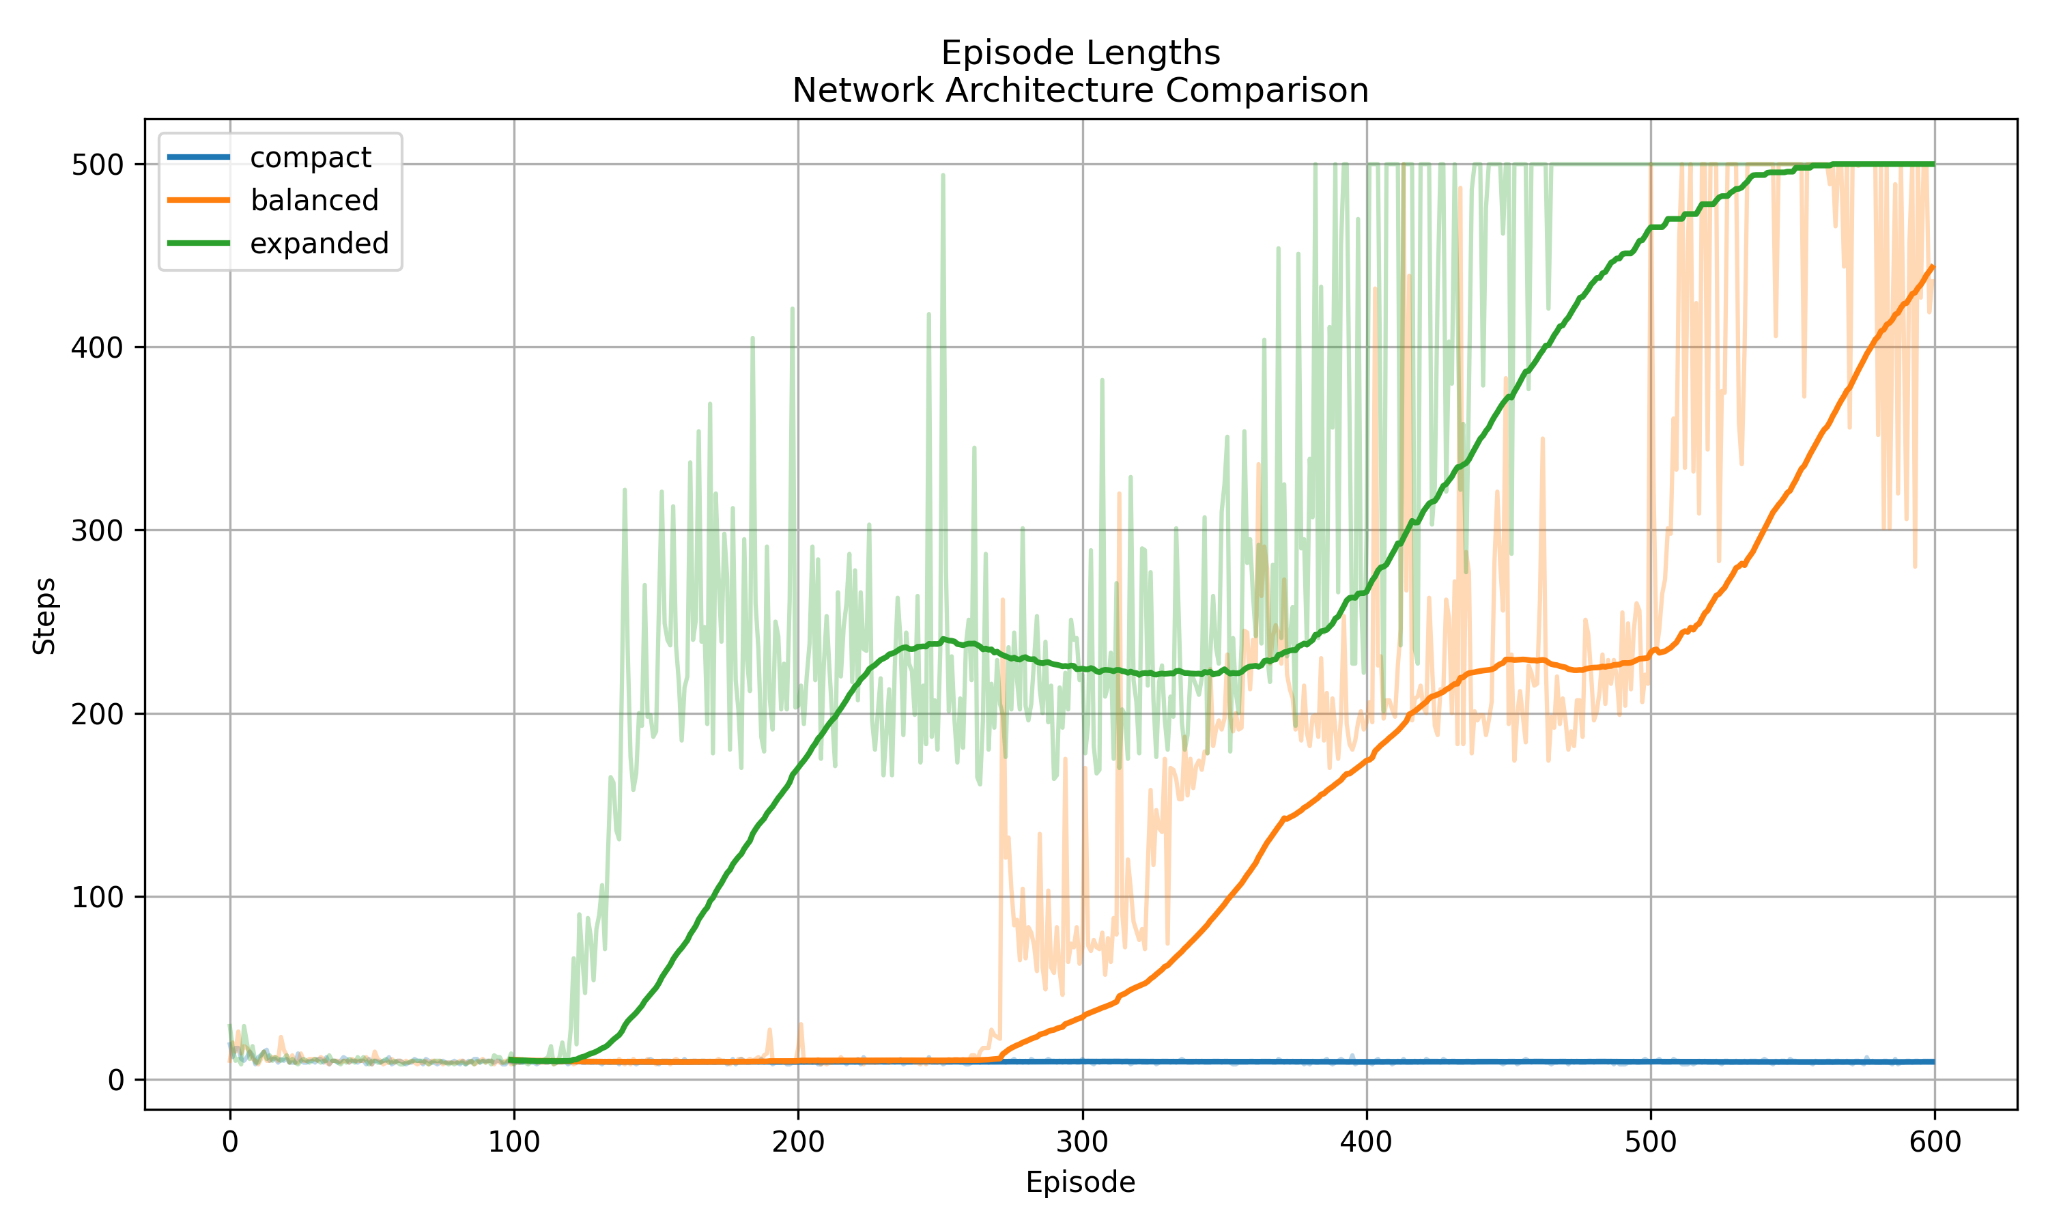 Episode Lengths
Network Architecture Comparison
compact
balanced
expanded
500
400
300
200
100
0
Steps
0 100 200 300 400 500 600
Episode